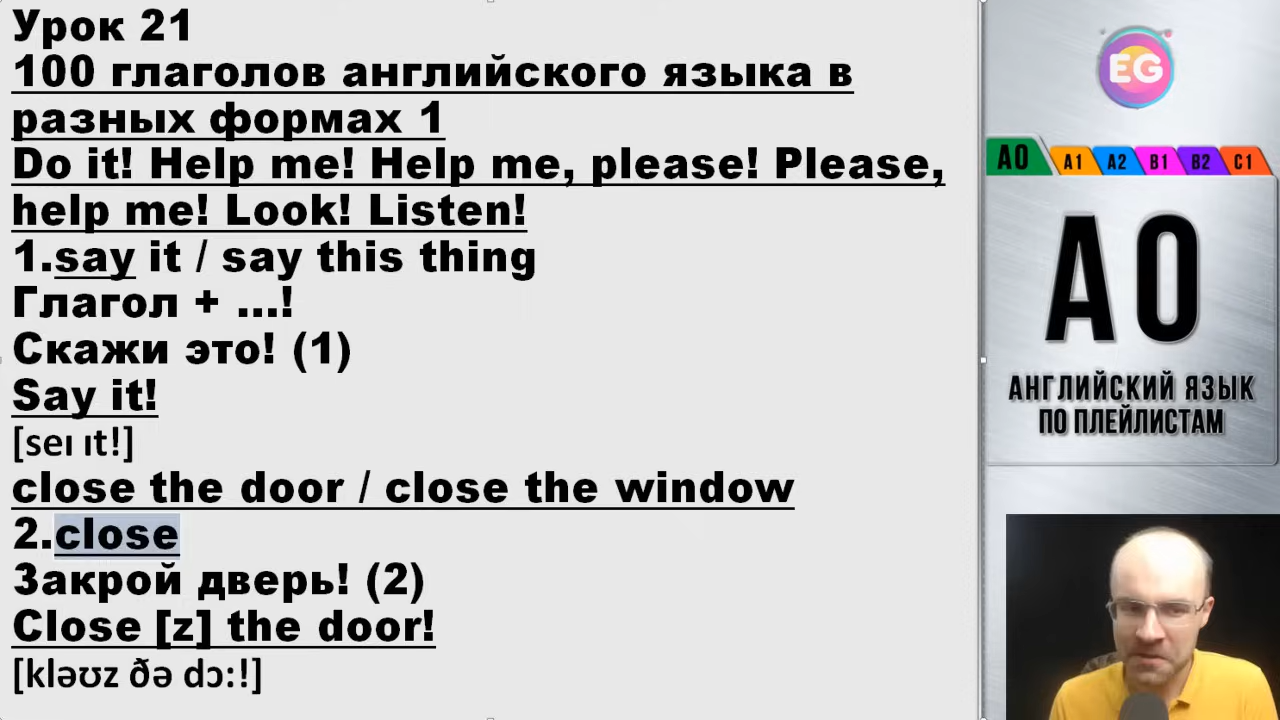 Урок 21
100 глаголов английского языка в
разных формах 1
Do it! Help me! Help me, please! Please,
help me! Look! Listen!
1.say it / say this thing
Глагол + ...!
Скажи это! (1)
Say it!
[seɪ ɪt!]
close the door / close the window
2.close
Закрой дверь! (2)
Close [z] the door!
[kləʊz ðə dɔ:!]
EG
A0 A1 A2 B1 B2 C1
A0
АНГЛИЙСКИЙ ЯЗЫК
ПО ПЛЕЙЛИСТАМ